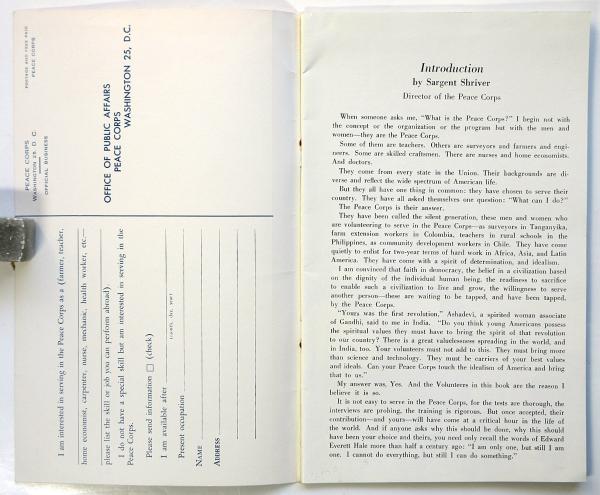 POSTAGE AND FEES PAID
PEACE CORPS
PEACE CORPS
WASHINGTON 25, D. C.
OFFICIAL BUSINESS
OFFICE OF PUBLIC AFFAIRS
PEACE CORPS
WASHINGTON 25, D.C.
I am interested in serving in the Peace Corps as a (farmer, teacher,
home economist, carpenter, nurse, mechanic, health worker, etc.—
please list the skill or job you can perform abroad)
I do not have a special skill but am interested in serving in the
Peace Corps.
Please send information □ (check)
I am available after
(month, day, year)
Present occupation
NAME
ADDRESS
Introduction
by Sargent Shriver
Director of the Peace Corps
When someone asks me, "What is the Peace Corps?" I begin not with
the concept or the organization or the program but with the men and
women—they are the Peace Corps.
Some of them are teachers. Others are surveyors and farmers and engi-
neers. Some are skilled craftsmen. There are nurses and home economists.
And doctors.
They come from every state in the Union. Their backgrounds are di-
verse and reflect the wide spectrum of American life.
But they all have one thing in common: they have chosen to serve their
country. They have all asked themselves one question: "What can I do?"
The Peace Corps is their answer.
They have been called the silent generation, these men and women who
are volunteering to serve in the Peace Corps—as surveyors in Tanganyika,
farm extension workers in Colombia, teachers in rural schools in the
Philippines, as community development workers in Chile. They have come
quietly to enlist for two-year terms of hard work in Africa, Asia, and Latin
America. They have come with a spirit of determination, and idealism.
I am convinced that faith in democracy, the belief in a civilization based
on the dignity of the individual human being, the readiness to sacrifice
to enable such a civilization to live and grow, the willingness to serve
another person—these are waiting to be tapped, and have been tapped,
by the Peace Corps.
"Yours was the first revolution," Ashadevi, a spirited woman associate
of Gandhi, said to me in India. "Do you think young Americans possess
the spiritual values they must have to bring the spirit of that revolution
to our country? There is a great valuelessness spreading in the world, and
in India, too. Your volunteers must not add to this. They must bring more
than science and technology. They must be carriers of your best values
and ideals. Can your Peace Corps touch the idealism of America and bring
that to us."
My answer was, Yes. And the Volunteers in this book are the reason I
believe it is so.
It is not easy to serve in the Peace Corps, for the tests are thorough, the
interviews are probing, the training is rigorous. But once accepted, their
contribution—and yours—will have come at a critical hour in the life of
the world. And if anyone asks why this should be done, why this should
have been your choice and theirs, you need only recall the words of Edward
Everett Hale more than half a century ago: "I am only one, but still I am
one. I cannot do everything, but still I can do something."